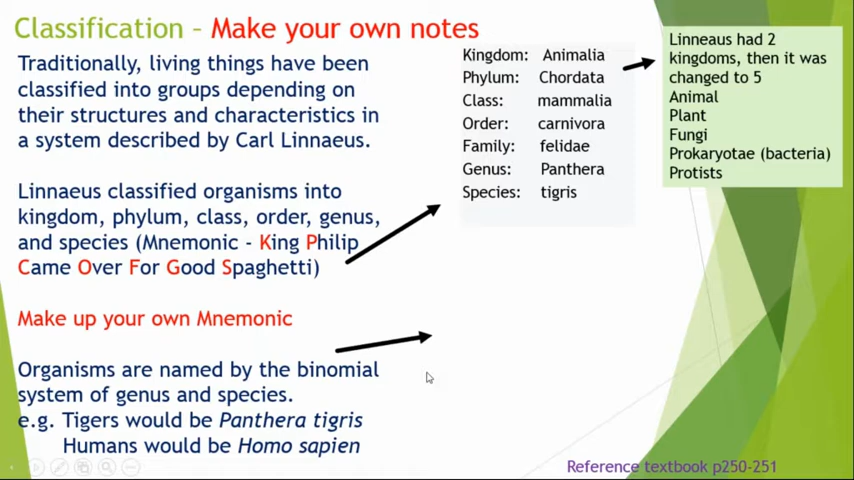 Classification – Make your own notes
Traditionally, living things have been
classified into groups depending on
their structures and characteristics in
a system described by Carl Linnaeus.
Linnaeus classified organisms into
kingdom, phylum, class, order, genus,
and species (Mnemonic - King Philip
Came Over For Good Spaghetti)
Make up your own Mnemonic
Organisms are named by the binomial
system of genus and species.
e.g. Tigers would be Panthera tigris
Humans would be Homo sapien
Kingdom: Animalia
Phylum: Chordata
Class: mammalia
Order: carnivora
Family: felidae
Genus: Panthera
Species: tigris
Linneaus had 2
kingdoms, then it was
changed to 5
Animal
Plant
Fungi
Prokaryotae (bacteria)
Protists
Reference textbook p250-251